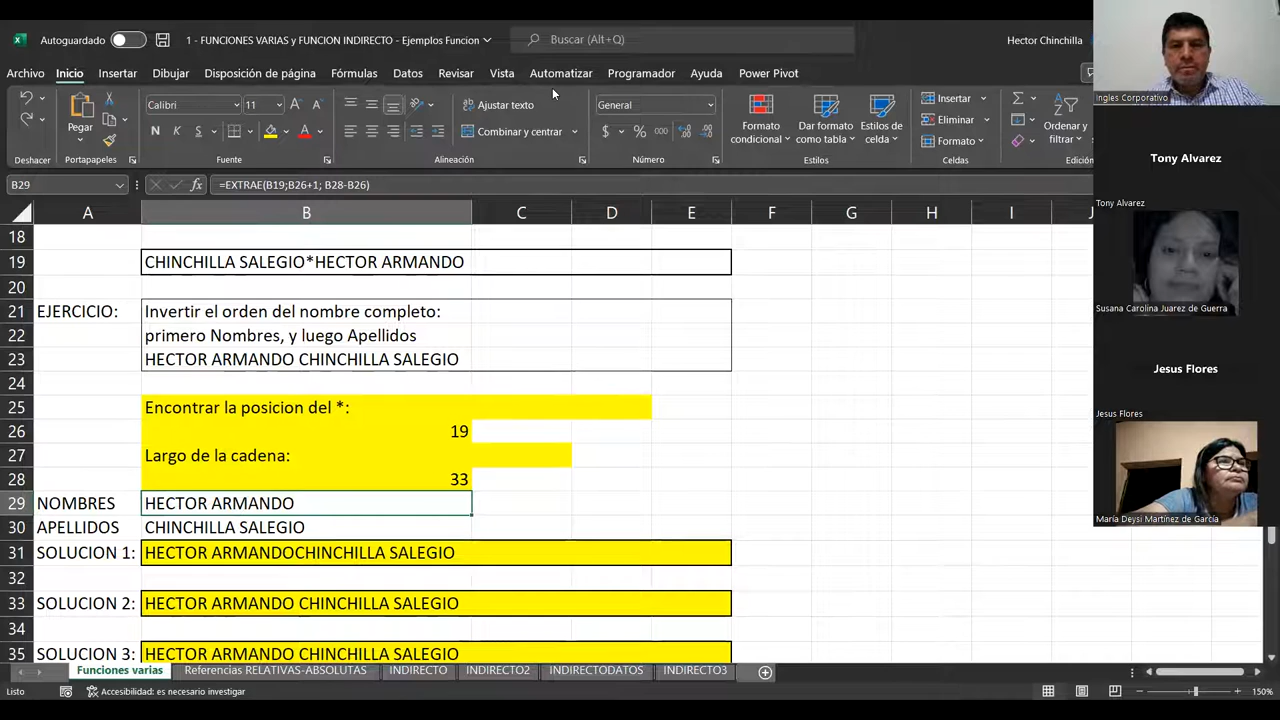 Autoguardado
1 - FUNCIONES VARIAS y FUNCION INDIRECTO - Ejemplos Funcion
Buscar (Alt+Q)
Hector Chinchilla
Archivo Inicio Insertar Dibujar Disposición de página Fórmulas Datos Revisar Vista Automatizar Programador Ayuda Power Pivot
Pegar
Calibri 11
N K S
Ajustar texto
Combinar y centrar
General
$ % 000
Formato condicional
Dar formato como tabla
Estilos de celda
Insertar
Eliminar
Formato
Ordenar y filtrar
Deshacer Portapapeles Fuente Alineación Número Estilos Celdas Edición
B29 fx =EXTRAE(B19;B26+1; B28-B26)
A B C D E F G H I J
18
19 CHINCHILLA SALEGIO*HECTOR ARMANDO
20
21 EJERCICIO: Invertir el orden del nombre completo:
22 primero Nombres, y luego Apellidos
23 HECTOR ARMANDO CHINCHILLA SALEGIO
24
25 Encontrar la posicion del *:
26 19
27 Largo de la cadena:
28 33
29 NOMBRES HECTOR ARMANDO
30 APELLIDOS CHINCHILLA SALEGIO
31 SOLUCION 1: HECTOR ARMANDOCHINCHILLA SALEGIO
32
33 SOLUCION 2: HECTOR ARMANDO CHINCHILLA SALEGIO
34
35 SOLUCION 3: HECTOR ARMANDO CHINCHILLA SALEGIO
Funciones varias Referencias RELATIVAS-ABSOLUTAS INDIRECTO INDIRECTO2 INDIRECTODATOS INDIRECTO3
Listo Accesibilidad: es necesario investigar 150%
Ingles Corporativo
Tony Alvarez
Tony Alvarez
Susana Carolina Juarez de Guerra
Jesus Flores
Jesus Flores
María Deysi Martínez de García